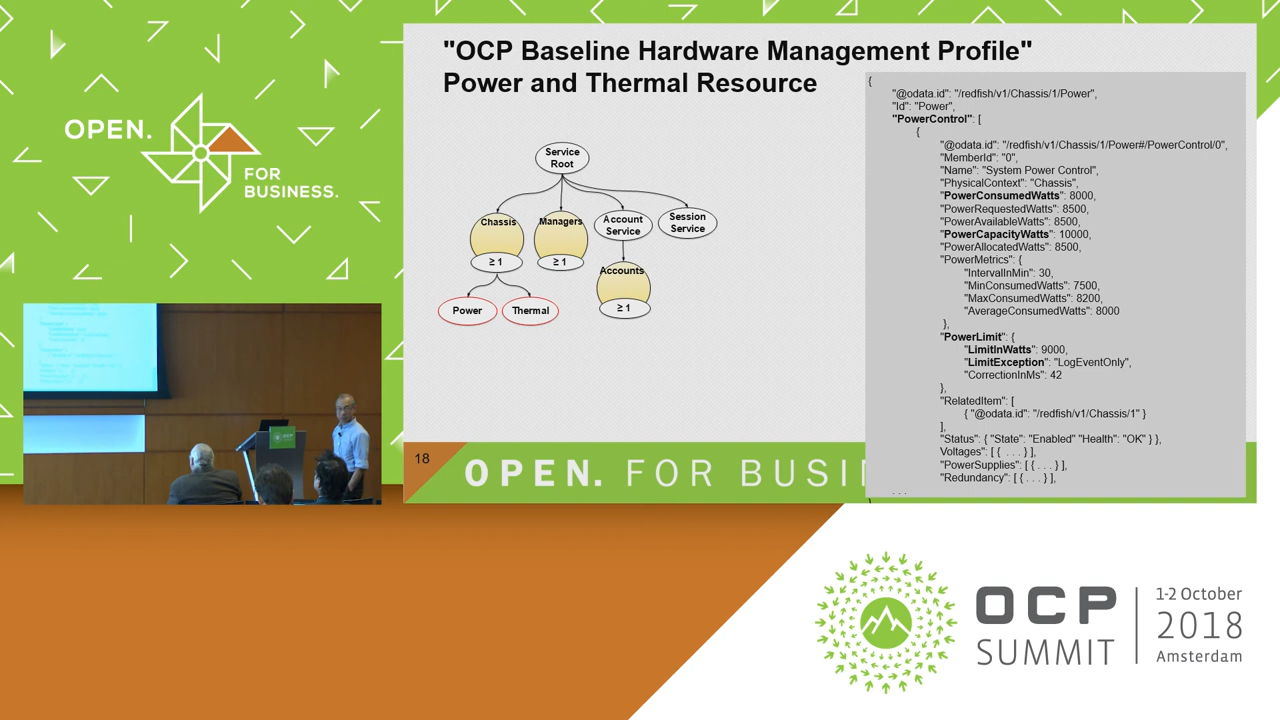 OPEN.
FOR
BUSINESS.
"OCP Baseline Hardware Management Profile"
Power and Thermal Resource
Service
Root
Chassis
Managers
Account
Service
Session
Service
≥ 1
≥ 1
Accounts
≥ 1
Power
Thermal
{
"@odata.id": "/redfish/v1/Chassis/1/Power",
"Id": "Power",
"PowerControl": [
{
"@odata.id": "/redfish/v1/Chassis/1/Power#/PowerControl/0",
"MemberId": "0",
"Name": "System Power Control",
"PhysicalContext": "Chassis",
"PowerConsumedWatts": 8000,
"PowerRequestedWatts": 8500,
"PowerAvailableWatts": 8500,
"PowerCapacityWatts": 10000,
"PowerAllocatedWatts": 8500,
"PowerMetrics": {
"IntervalInMin": 30,
"MinConsumedWatts": 7500,
"MaxConsumedWatts": 8200,
"AverageConsumedWatts": 8000
},
"PowerLimit": {
"LimitInWatts": 9000,
"LimitException": "LogEventOnly",
"CorrectionInMs": 42
},
"RelatedItem": [
{ "@odata.id": "/redfish/v1/Chassis/1" }
],
"Status": { "State": "Enabled" "Health": "OK" } },
Voltages": [ { . . . } ],
"PowerSupplies": [ { . . . } ],
"Redundancy": [ { . . . } ],
. . .
}
18
OPEN. FOR BUSI
OCP
OCP
SUMMIT
1-2 October
2018
Amsterdam